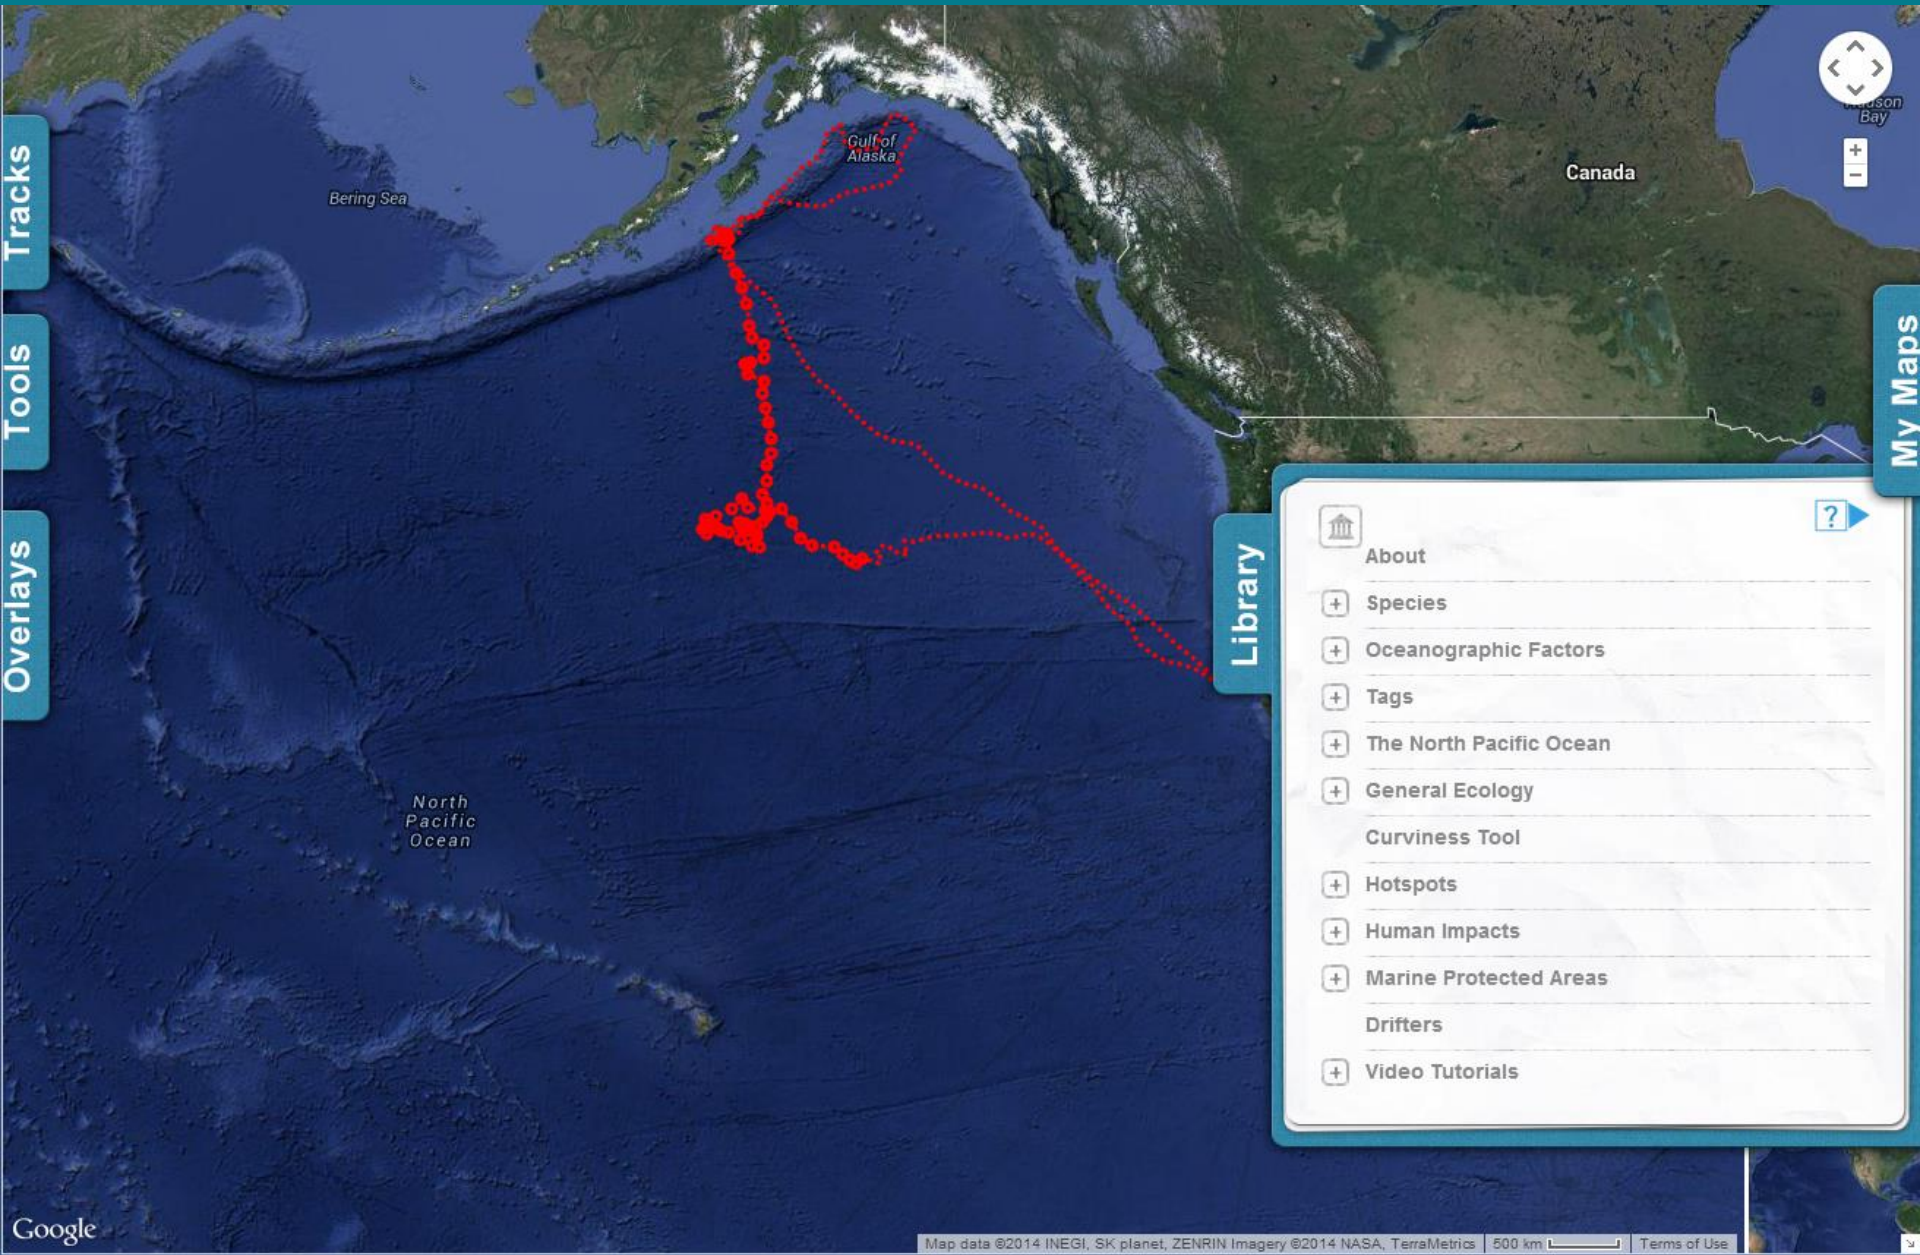 Tracks
Tools
Overlays
Bering Sea
Gulf of
Alaska
Canada
Bay
+
−
My Maps
Library
?
About
+ Species
+ Oceanographic Factors
+ Tags
+ The North Pacific Ocean
+ General Ecology
Curviness Tool
+ Hotspots
+ Human Impacts
+ Marine Protected Areas
Drifters
+ Video Tutorials
North
Pacific
Ocean
Google
Map data ©2014 INEGI, SK planet, ZENRIN Imagery ©2014 NASA, TerraMetrics
500 km
Terms of Use